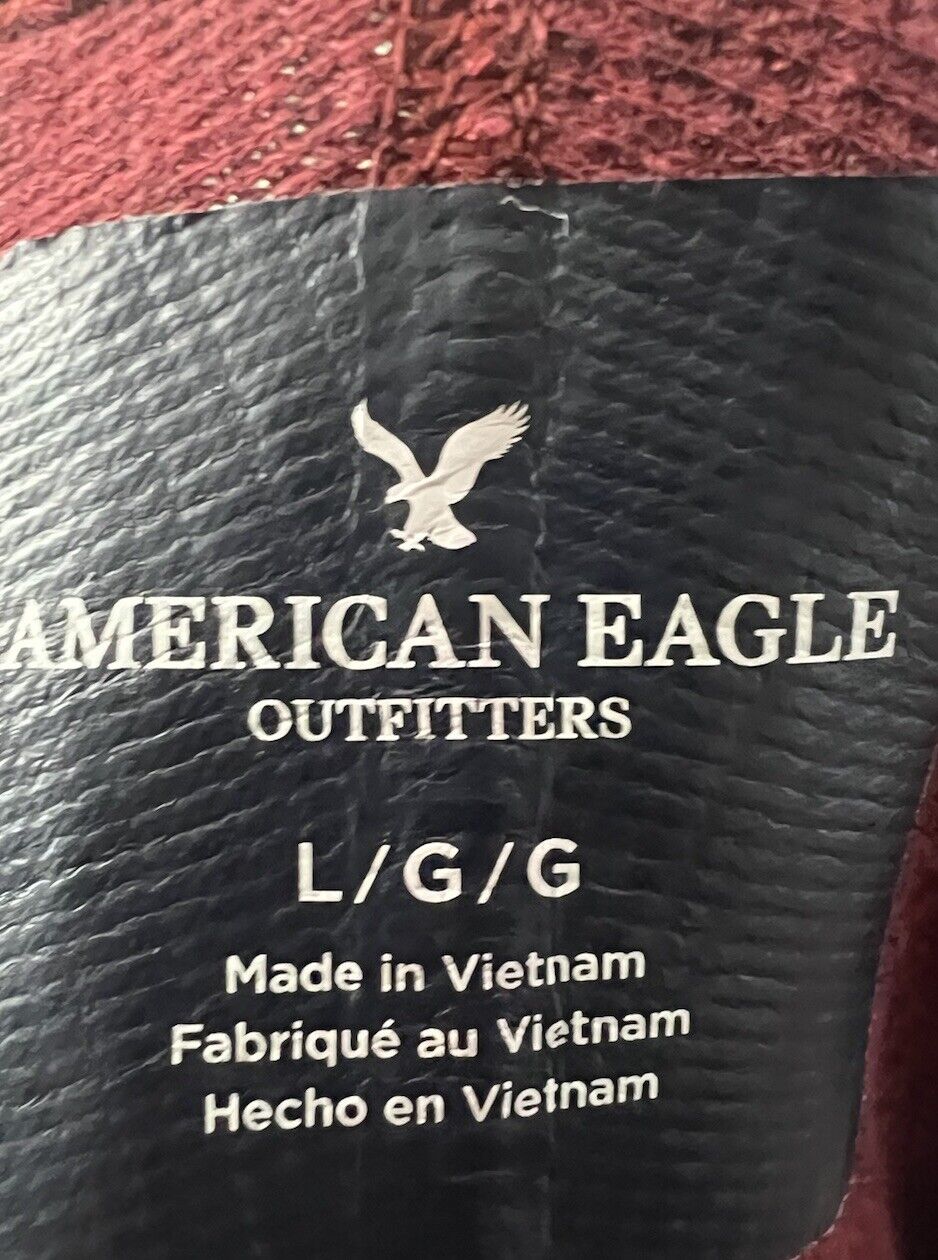 AMERICAN EAGLE
OUTFITTERS
L/G/G
Made in Vietnam
Fabriqué au Vietnam
Hecho en Vietnam